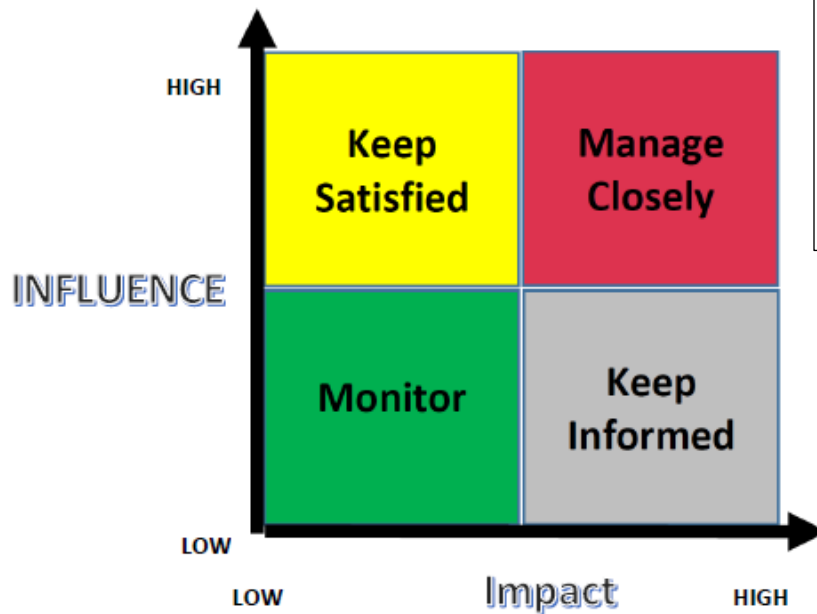 HIGH
Keep
Satisfied
Manage
Closely
INFLUENCE
Monitor
Keep
Informed
LOW
LOW
Impact
HIGH